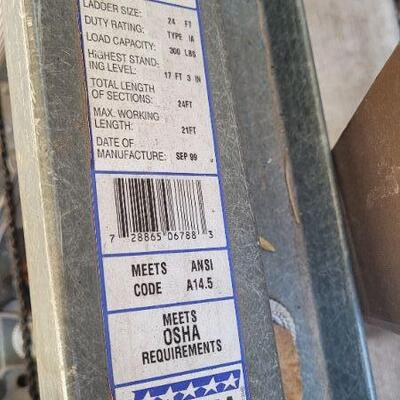 LADDER SIZE: 24 FT
DUTY RATING: TYPE IA
LOAD CAPACITY: 300 LBS
HIGHEST STAND-
ING LEVEL: 17 FT 3 IN
TOTAL LENGTH
OF SECTIONS: 24FT
MAX. WORKING
LENGTH: 21FT
DATE OF
MANUFACTURE: SEP 99
7 28865 06788 3
MEETS ANSI
CODE A14.5
MEETS
OSHA
REQUIREMENTS